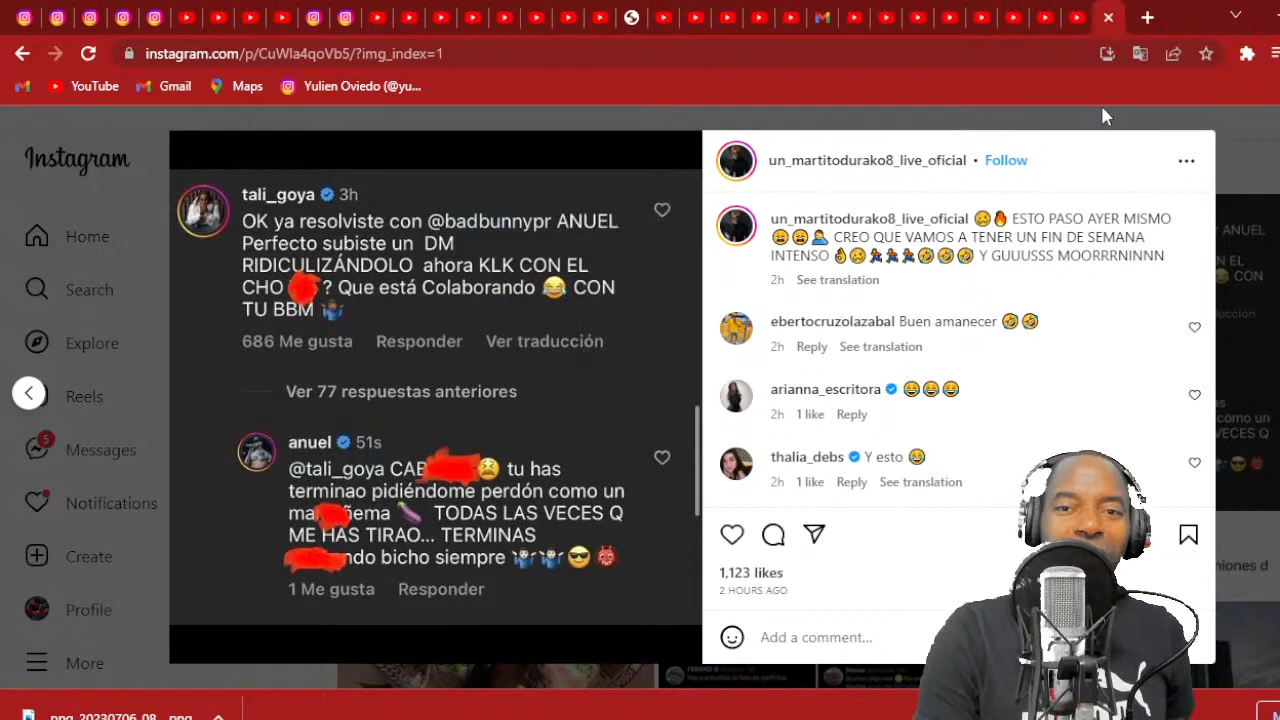 instagram.com/p/CuWla4qoVb5/?img_index=1
YouTube Gmail Maps Yulien Oviedo (@yu...
Instagram
Home
Search
Explore
Reels
5
Messages
Notifications
Create
Profile
More
tali_goya 3h
OK ya resolviste con @badbunnypr ANUEL
Perfecto subiste un DM
RIDICULIZÁNDOLO ahora KLK CON EL
CHO ? Que está Colaborando 😂 CON
TU BBM 🤷🏻‍♂️
686 Me gusta Responder Ver traducción
Ver 77 respuestas anteriores
anuel 51s
@tali_goya CAB 😫 tu has
terminao pidiéndome perdón como un
ma ñema 🍆 TODAS LAS VECES Q
ME HAS TIRAO... TERMINAS
ndo bicho siempre 🤷🏻‍♂️🤷🏻‍♂️😎👹
1 Me gusta Responder
un_martitodurako8_live_oficial • Follow
un_martitodurako8_live_oficial 🥴🔥 ESTO PASO AYER MISMO
😩😩🤦‍♂️ CREO QUE VAMOS A TENER UN FIN DE SEMANA
INTENSO 👌🥴🏃🏃🏃🤣🤣🤣 Y GUUUSSS MOORRRNINNN
2h See translation
ebertocruzolazabal Buen amanecer 🤣🤣
2h Reply See translation
arianna_escritora 😂😂😂
2h 1 like Reply
thalia_debs Y esto 😂
2h 1 like Reply See translation
1,123 likes
2 HOURS AGO
Add a comment...